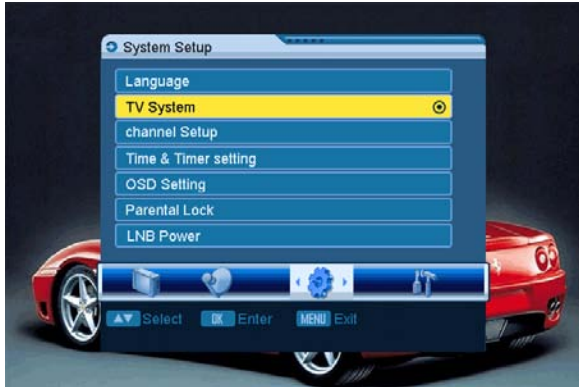 System Setup
Language
TV System
channel Setup
Time & Timer setting
OSD Setting
Parental Lock
LNB Power
Select OK Enter MENU Exit